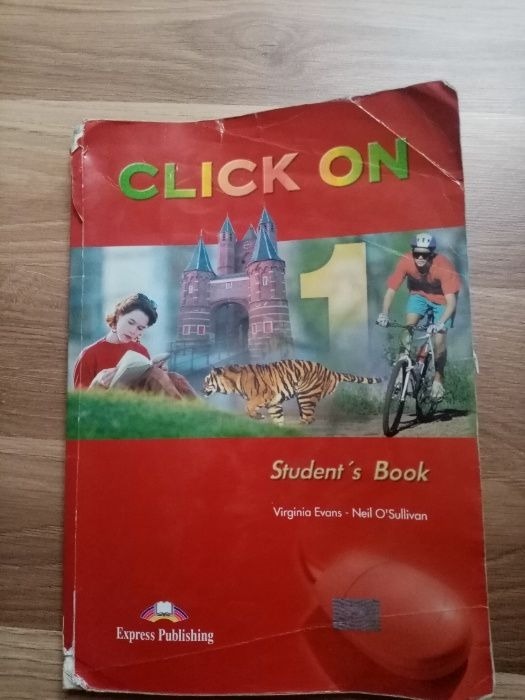 CLICK ON
1
Student's Book
Virginia Evans - Neil O'Sullivan
Express Publishing